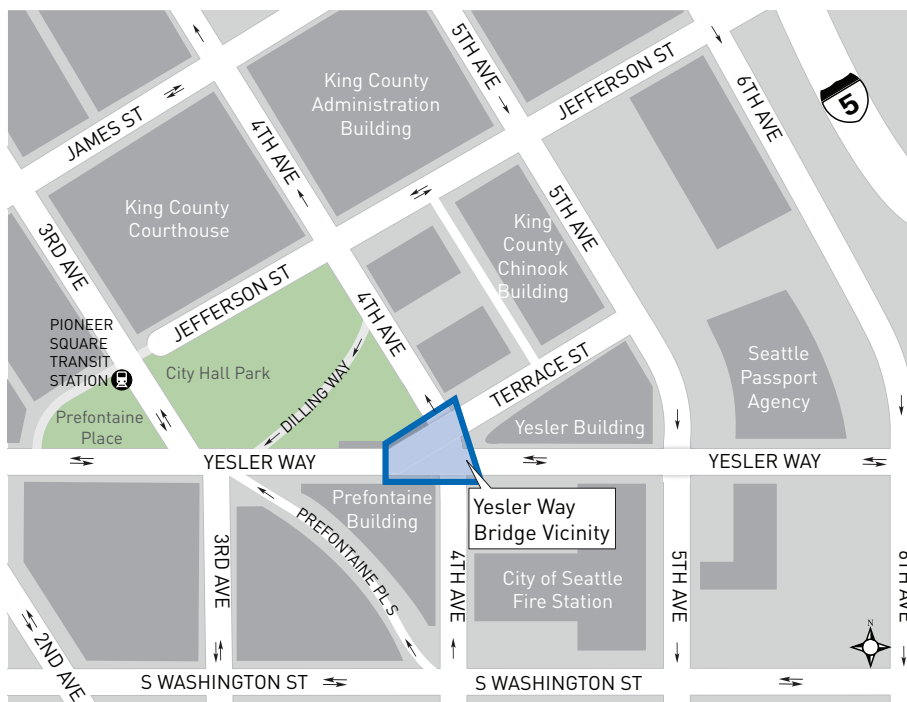 5TH AVE
6TH AVE
JEFFERSON ST
5
King County
Administration
Building
JAMES ST
4TH AVE
King County
Courthouse
3RD AVE
King
County
Chinook
Building
5TH AVE
JEFFERSON ST
4TH AVE
PIONEER
SQUARE
TRANSIT
STATION
City Hall Park
DILLING WAY
TERRACE ST
Seattle
Passport
Agency
Prefontaine
Place
Yesler Building
YESLER WAY
YESLER WAY
Prefontaine
Building
Yesler Way
Bridge Vicinity
PREFONTAINE PL S
3RD AVE
4TH AVE
City of Seattle
Fire Station
5TH AVE
6TH AVE
N
2ND AVE
S WASHINGTON ST
S WASHINGTON ST